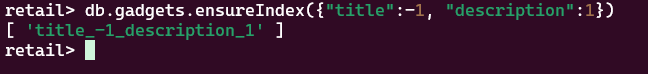 retail> db.gadgets.ensureIndex({"title":-1, "description":1})
[ 'title_-1_description_1' ]
retail>